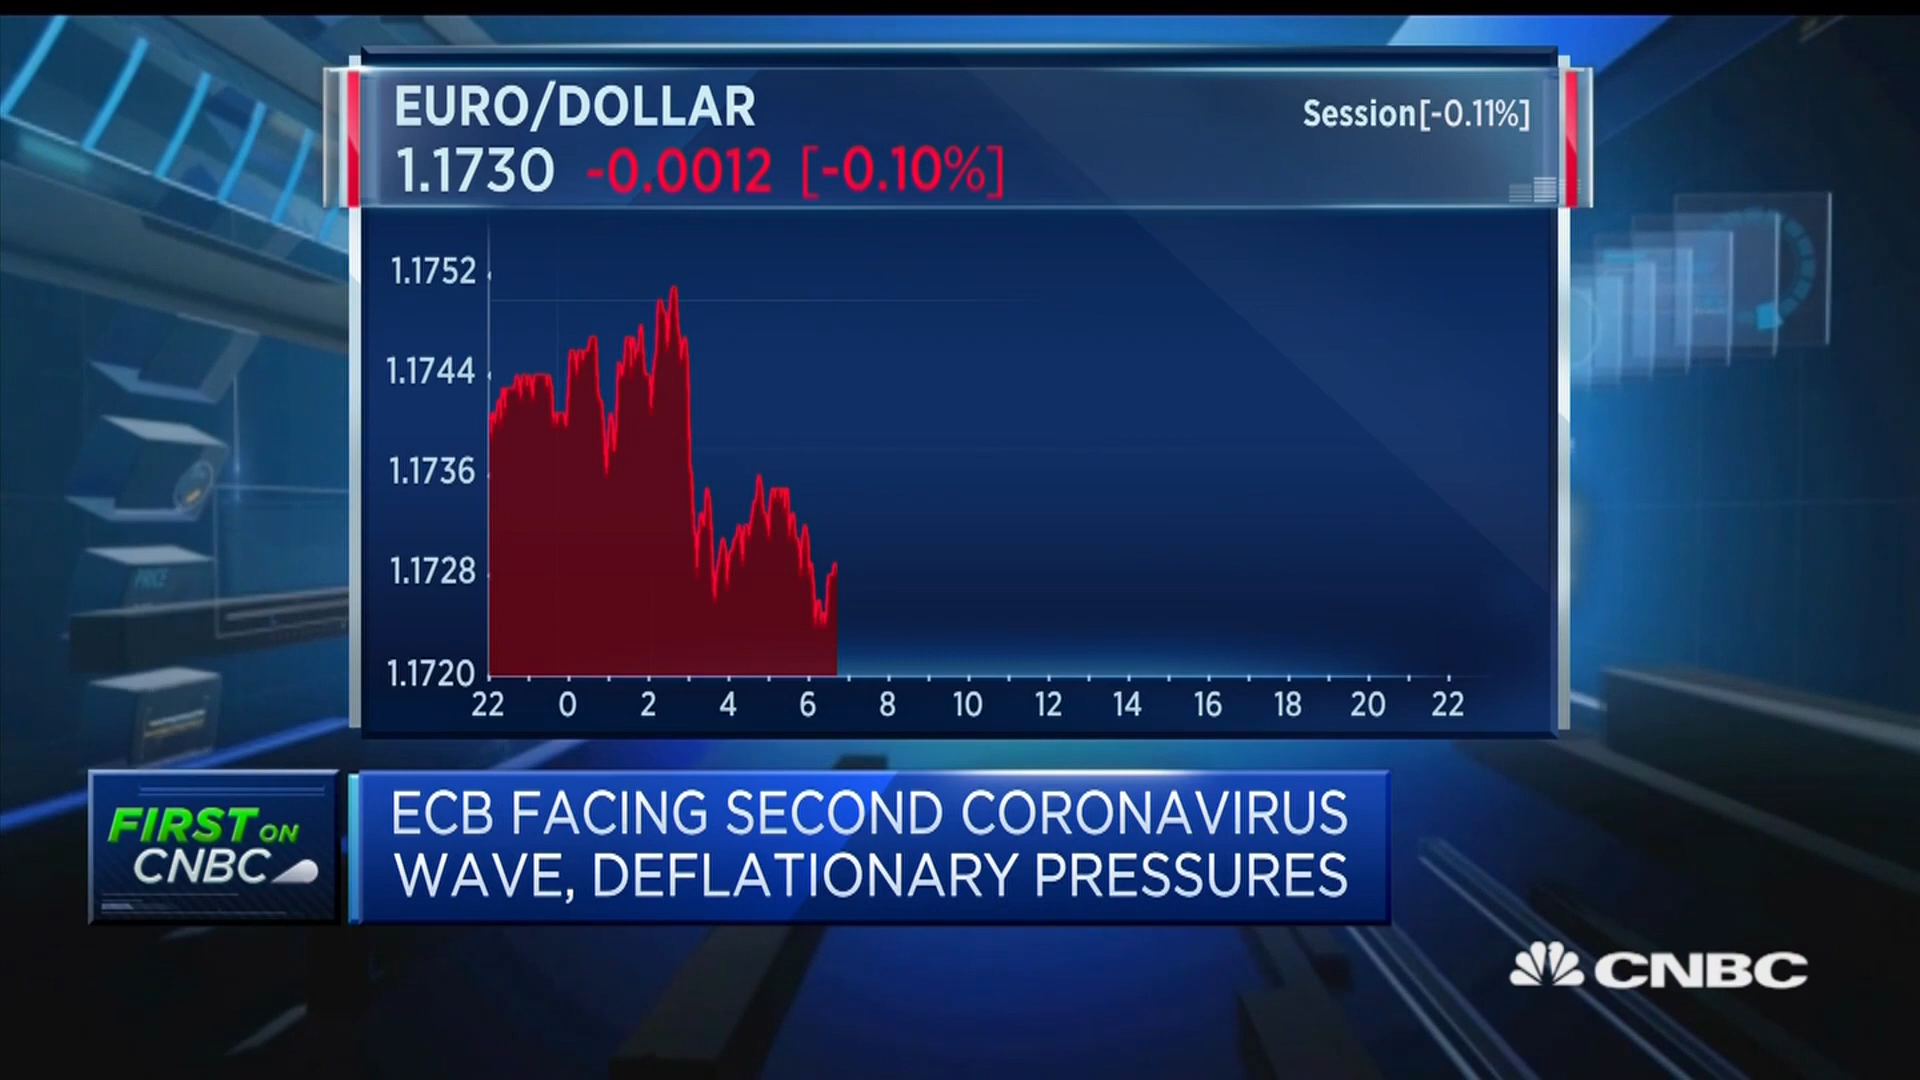 EURO/DOLLAR
Session[-0.11%]
1.1730 -0.0012 [-0.10%]
1.1752
1.1744
1.1736
1.1728
1.1720
22 0 2 4 6 8 10 12 14 16 18 20 22
PRICE
FIRST ON
CNBC
ECB FACING SECOND CORONAVIRUS
WAVE, DEFLATIONARY PRESSURES
CNBC